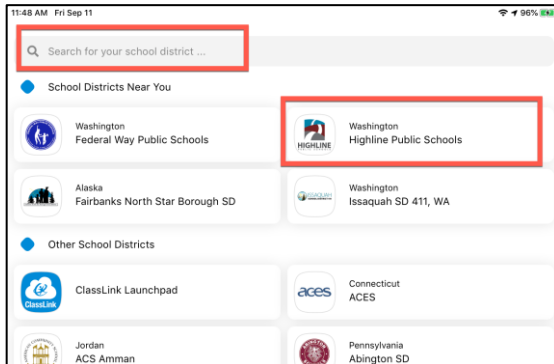 11:48 AM Fri Sep 11
96%
Search for your school district ...
School Districts Near You
Washington
Federal Way Public Schools
HIGHLINE
Washington
Highline Public Schools
Alaska
Fairbanks North Star Borough SD
ISSAQUAH
Washington
Issaquah SD 411, WA
Other School Districts
ClassLink
ClassLink Launchpad
aces
Connecticut
ACES
Jordan
ACS Amman
ABINGTON
Pennsylvania
Abington SD